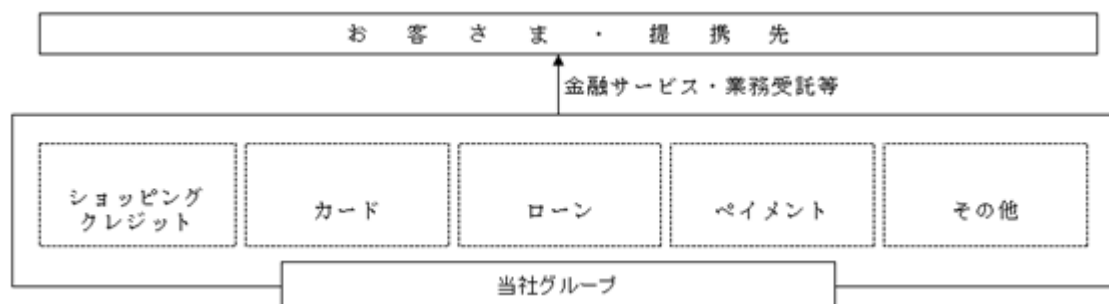 お客さま・提携先
金融サービス・業務受託等
ショッピング
クレジット
カード
ローン
ペイメント
その他
当社グループ